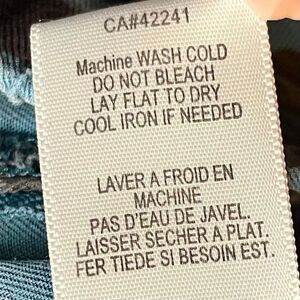 CA#42241
Machine WASH COLD
DO NOT BLEACH
LAY FLAT TO DRY
COOL IRON IF NEEDED
LAVER A FROID EN
MACHINE
PAS D'EAU DE JAVEL.
LAISSER SECHER A PLAT.
FER TIEDE SI BESOIN EST.